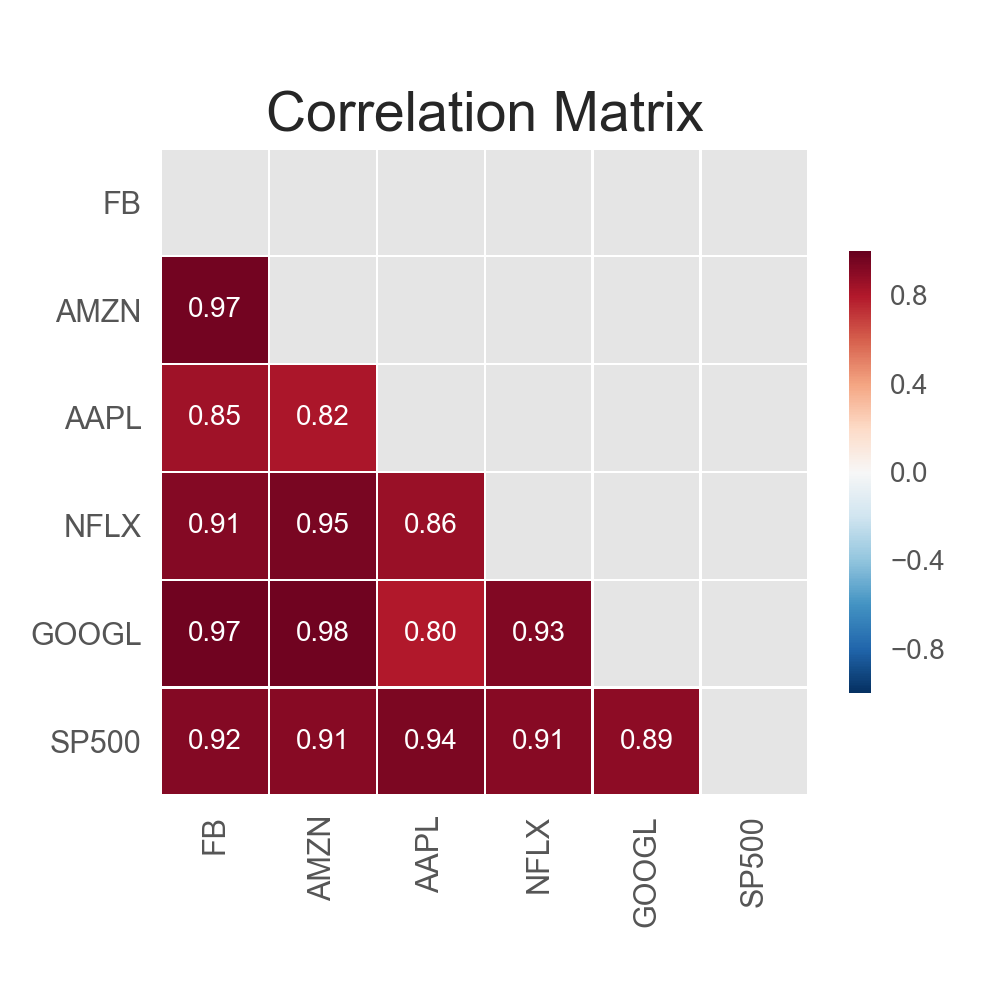 Correlation Matrix
FB
AMZN 0.97
AAPL 0.85 0.82
NFLX 0.91 0.95 0.86
GOOGL 0.97 0.98 0.80 0.93
SP500 0.92 0.91 0.94 0.91 0.89
FB AMZN AAPL NFLX GOOGL SP500
0.8
0.4
0.0
−0.4
−0.8